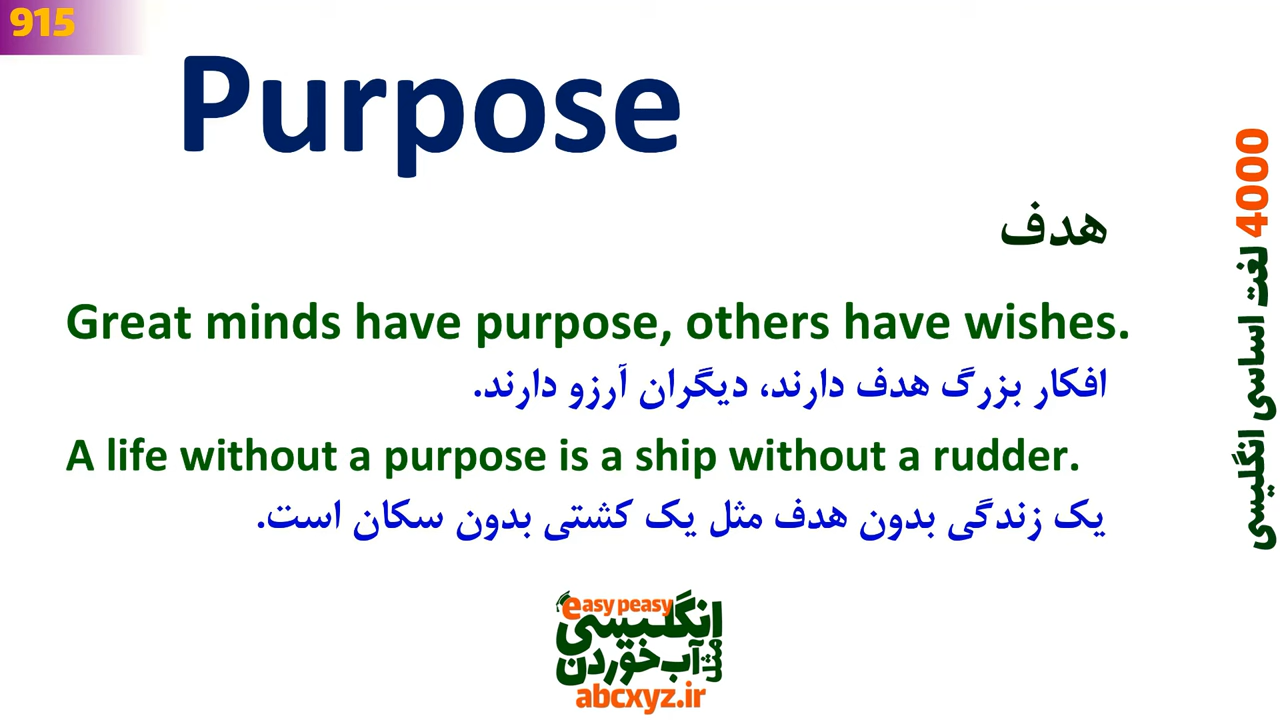 915
Purpose
هدف
Great minds have purpose, others have wishes.
افکار بزرگ هدف دارند، دیگران آرزو دارند.
A life without a purpose is a ship without a rudder.
یک زندگی بدون هدف مثل یک کشتی بدون سکان است.
4000 لغت اساسی انگلیسی
easy peasy
انگلیسی
مثل آب خوردن
abcxyz.ir